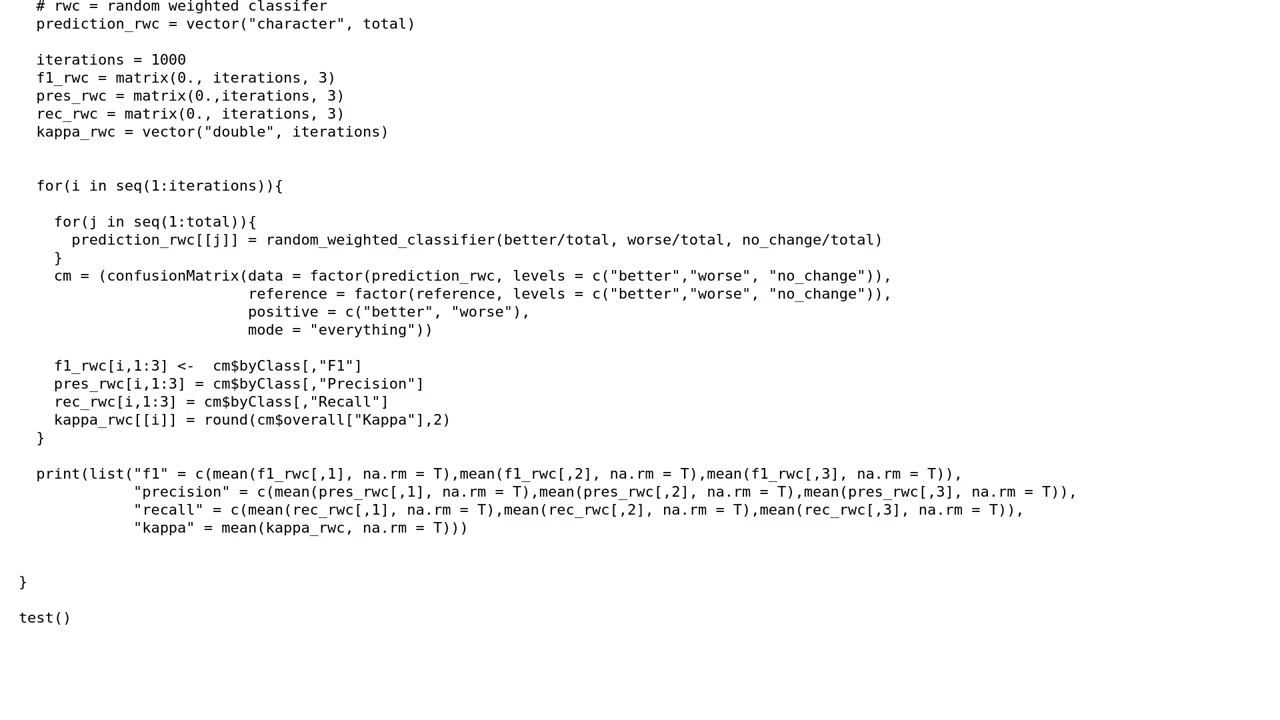 # rwc = random weighted classifer
prediction_rwc = vector("character", total)
iterations = 1000
f1_rwc = matrix(0., iterations, 3)
pres_rwc = matrix(0.,iterations, 3)
rec_rwc = matrix(0., iterations, 3)
kappa_rwc = vector("double", iterations)
for(i in seq(1:iterations)){
for(j in seq(1:total)){
prediction_rwc[[j]] = random_weighted_classifier(better/total, worse/total, no_change/total)
}
cm = (confusionMatrix(data = factor(prediction_rwc, levels = c("better","worse", "no_change")),
reference = factor(reference, levels = c("better","worse", "no_change")),
positive = c("better", "worse"),
mode = "everything"))
f1_rwc[i,1:3] <-  cm$byClass[,"F1"]
pres_rwc[i,1:3] = cm$byClass[,"Precision"]
rec_rwc[i,1:3] = cm$byClass[,"Recall"]
kappa_rwc[[i]] = round(cm$overall["Kappa"],2)
}
print(list("f1" = c(mean(f1_rwc[,1], na.rm = T),mean(f1_rwc[,2], na.rm = T),mean(f1_rwc[,3], na.rm = T)),
"precision" = c(mean(pres_rwc[,1], na.rm = T),mean(pres_rwc[,2], na.rm = T),mean(pres_rwc[,3], na.rm = T)),
"recall" = c(mean(rec_rwc[,1], na.rm = T),mean(rec_rwc[,2], na.rm = T),mean(rec_rwc[,3], na.rm = T)),
"kappa" = mean(kappa_rwc, na.rm = T)))
}
test()